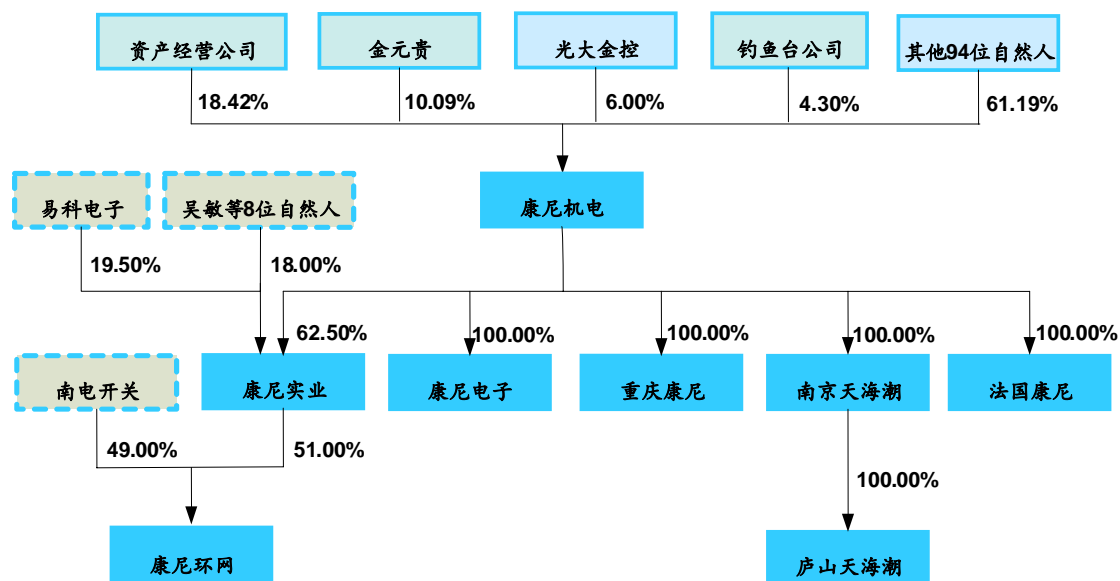 资产经营公司
金元贵
光大金控
钓鱼台公司
其他94位自然人
18.42%
10.09%
6.00%
4.30%
61.19%
易科电子
吴敏等8位自然人
康尼机电
19.50%
18.00%
62.50%
100.00%
100.00%
100.00%
100.00%
南电开关
康尼实业
康尼电子
重庆康尼
南京天海潮
法国康尼
49.00%
51.00%
100.00%
康尼环网
庐山天海潮